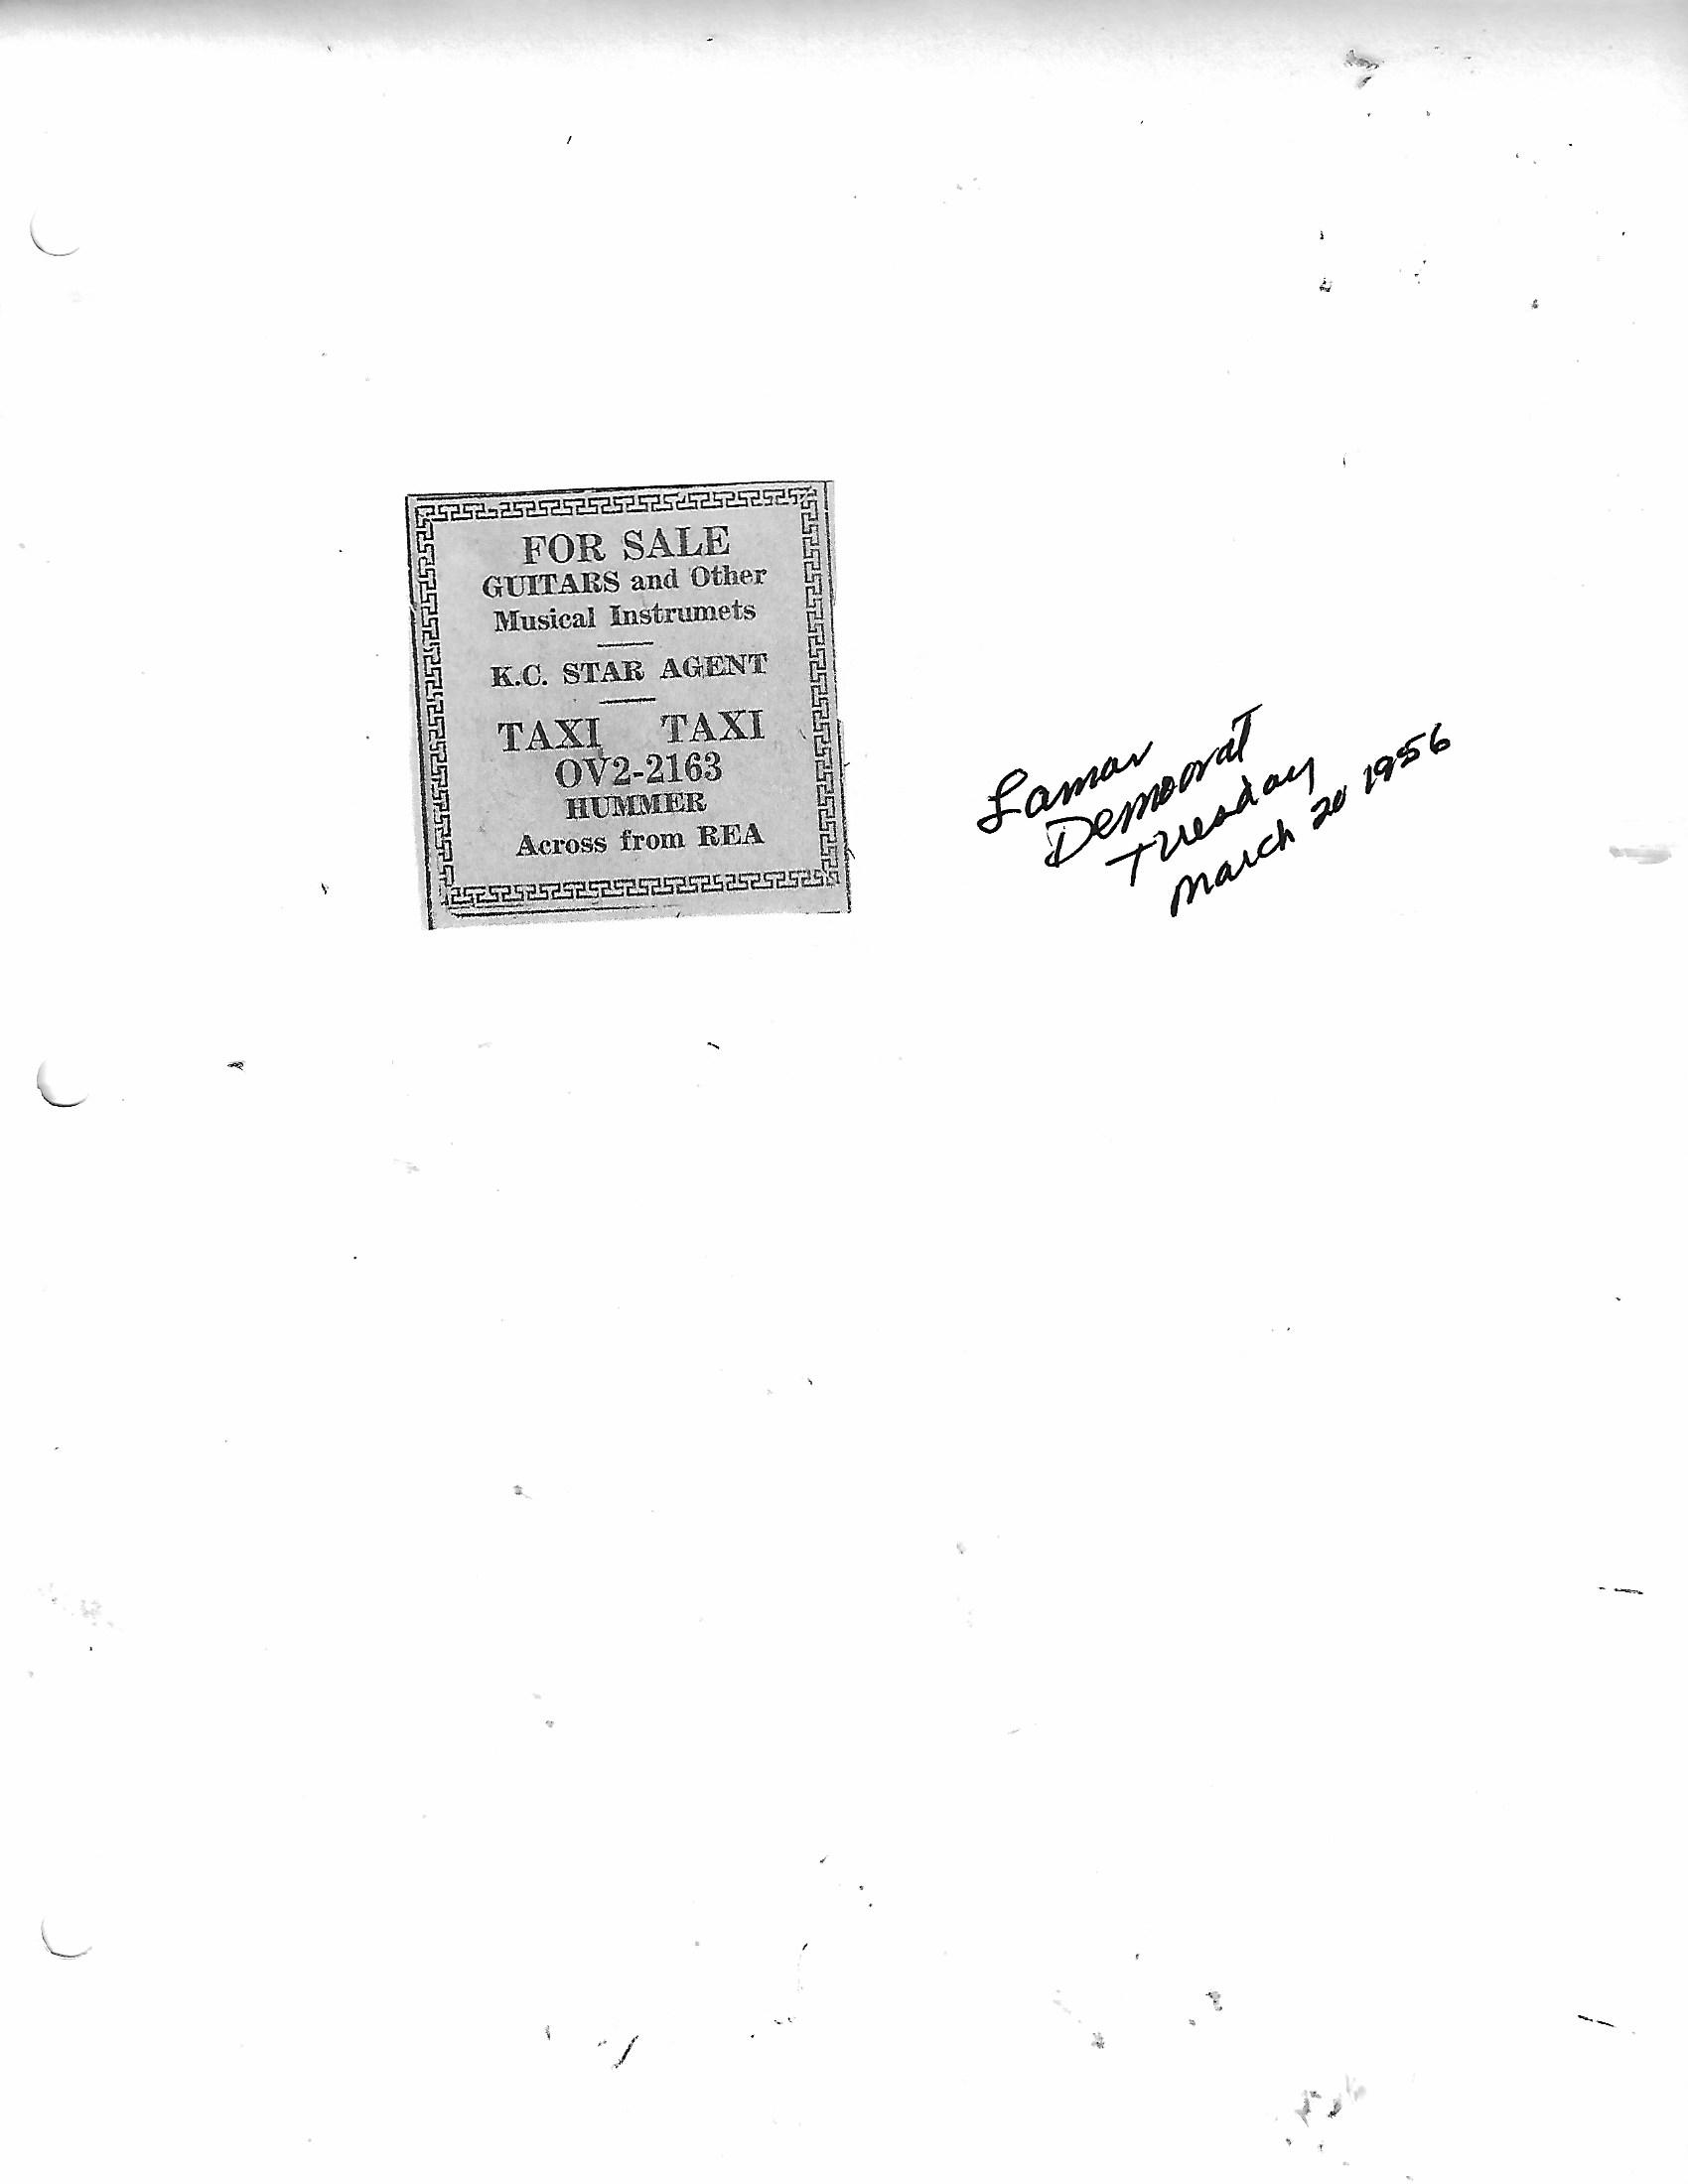 FOR SALE
GUITARS and Other
Musical Instrumets
K.C. STAR AGENT
TAXI TAXI
OV2-2163
HUMMER
Across from REA
Lamar
Democrat
Tuesday
March 20 1956